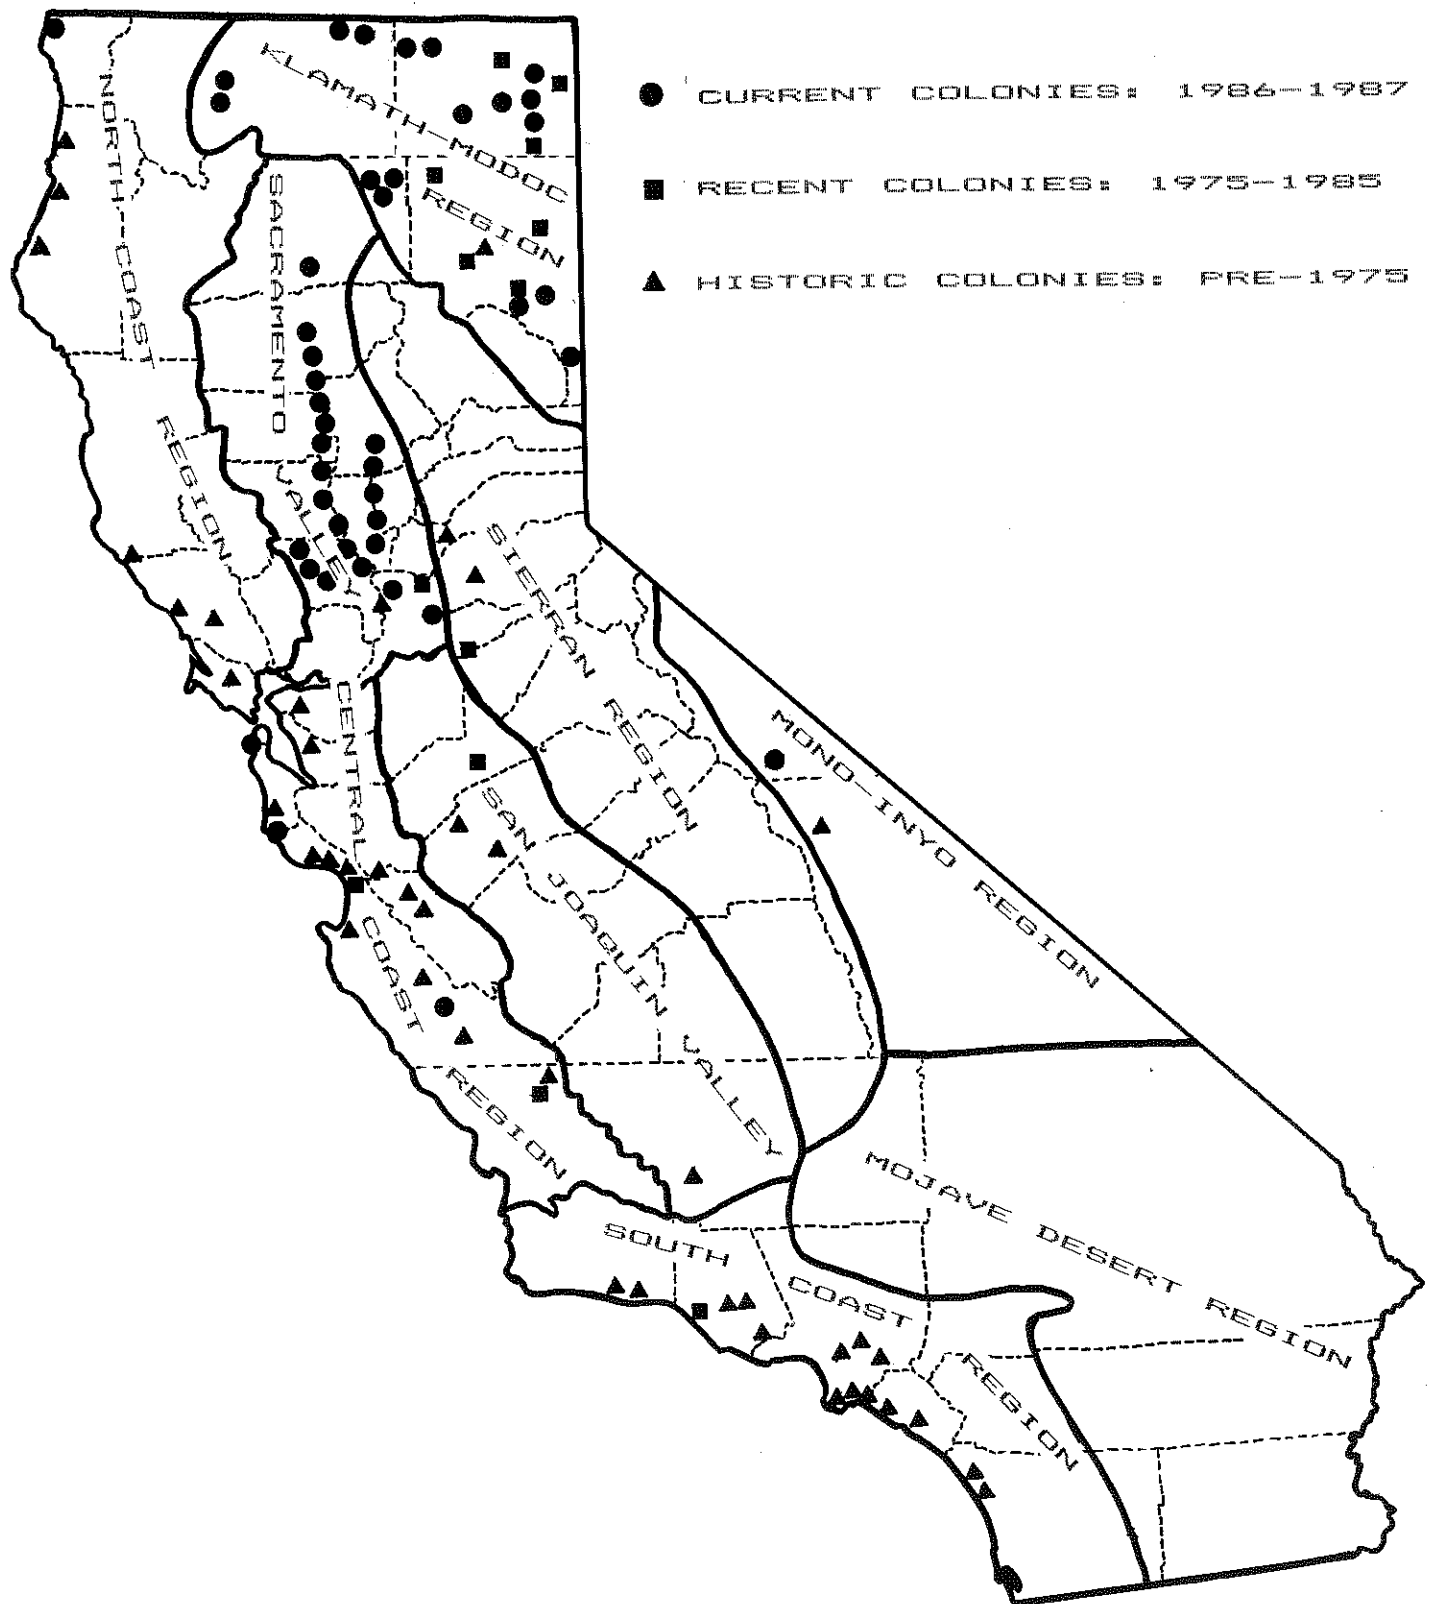 CURRENT COLONIES: 1986-1987
RECENT COLONIES: 1975-1985
HISTORIC COLONIES: PRE-1975
KLAMATH-MODOC
REGION
NORTH
COAST
REGION
SACRAMENTO
VALLEY
SIERRAN
REGION
MONO-INYO REGION
CENTRAL
COAST
REGION
SAN
JOAQUIN
VALLEY
MOJAVE DESERT REGION
SOUTH
COAST
REGION